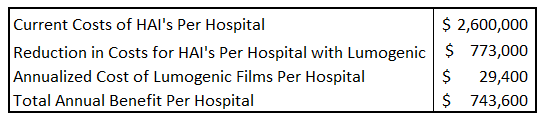 Current Costs of HAI's Per Hospital $ 2,600,000
Reduction in Costs for HAI's Per Hospital with Lumogenic $ 773,000
Annualized Cost of Lumogenic Films Per Hospital $ 29,400
Total Annual Benefit Per Hospital $ 743,600